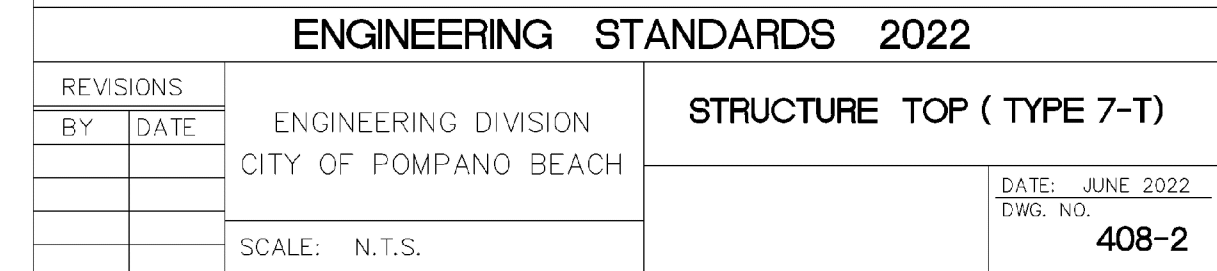 ENGINEERING STANDARDS 2022
REVISIONS
BY DATE
ENGINEERING DIVISION
CITY OF POMPANO BEACH
SCALE: N.T.S.
STRUCTURE TOP ( TYPE 7-T)
DATE: JUNE 2022
DWG. NO.
408-2